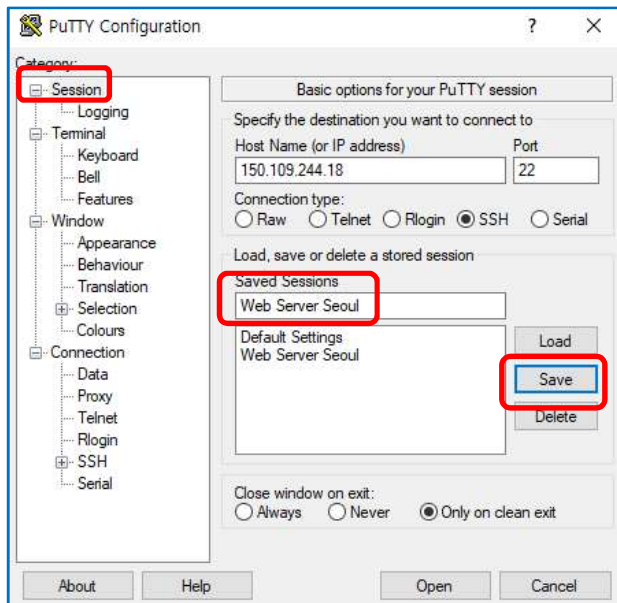 PuTTY Configuration
?
Category:
Session
Logging
Terminal
Keyboard
Bell
Features
Window
Appearance
Behaviour
Translation
Selection
Colours
Connection
Data
Proxy
Telnet
Rlogin
SSH
Serial
Basic options for your PuTTY session
Specify the destination you want to connect to
Host Name (or IP address) Port
150.109.244.18 22
Connection type:
Raw Telnet Rlogin SSH Serial
Load, save or delete a stored session
Saved Sessions
Web Server Seoul
Default Settings
Web Server Seoul
Load
Save
Delete
Close window on exit:
Always Never Only on clean exit
About Help Open Cancel